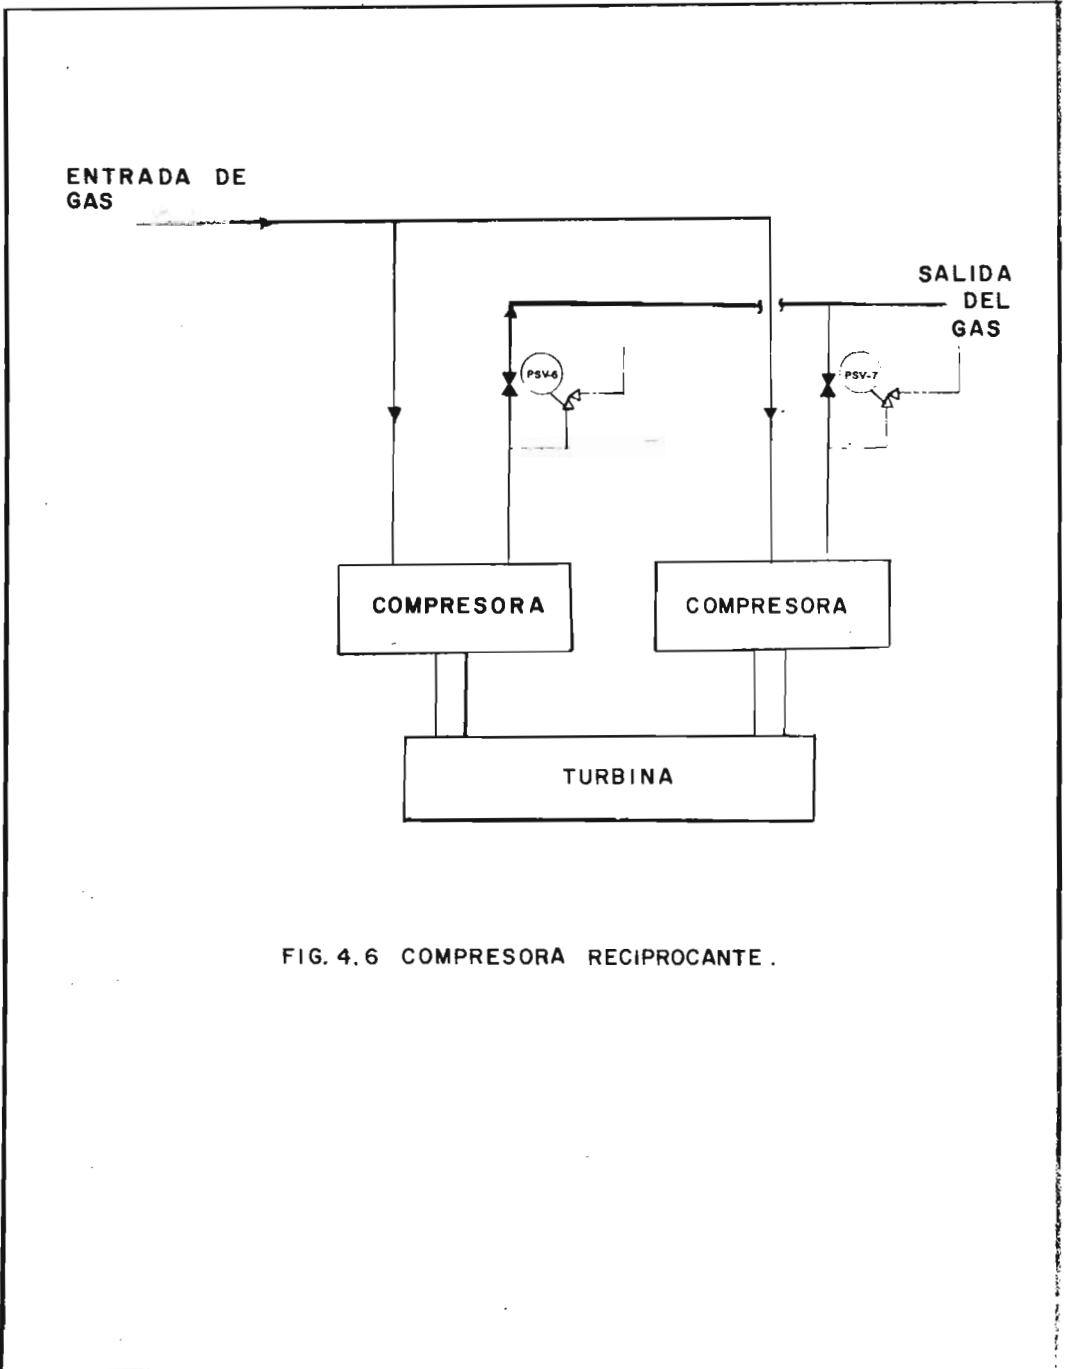 ENTRADA DE
GAS
SALIDA
DEL
GAS
PSV-6
PSV-7
COMPRESORA
COMPRESORA
TURBINA
FIG. 4.6 COMPRESORA RECIPROCANTE.